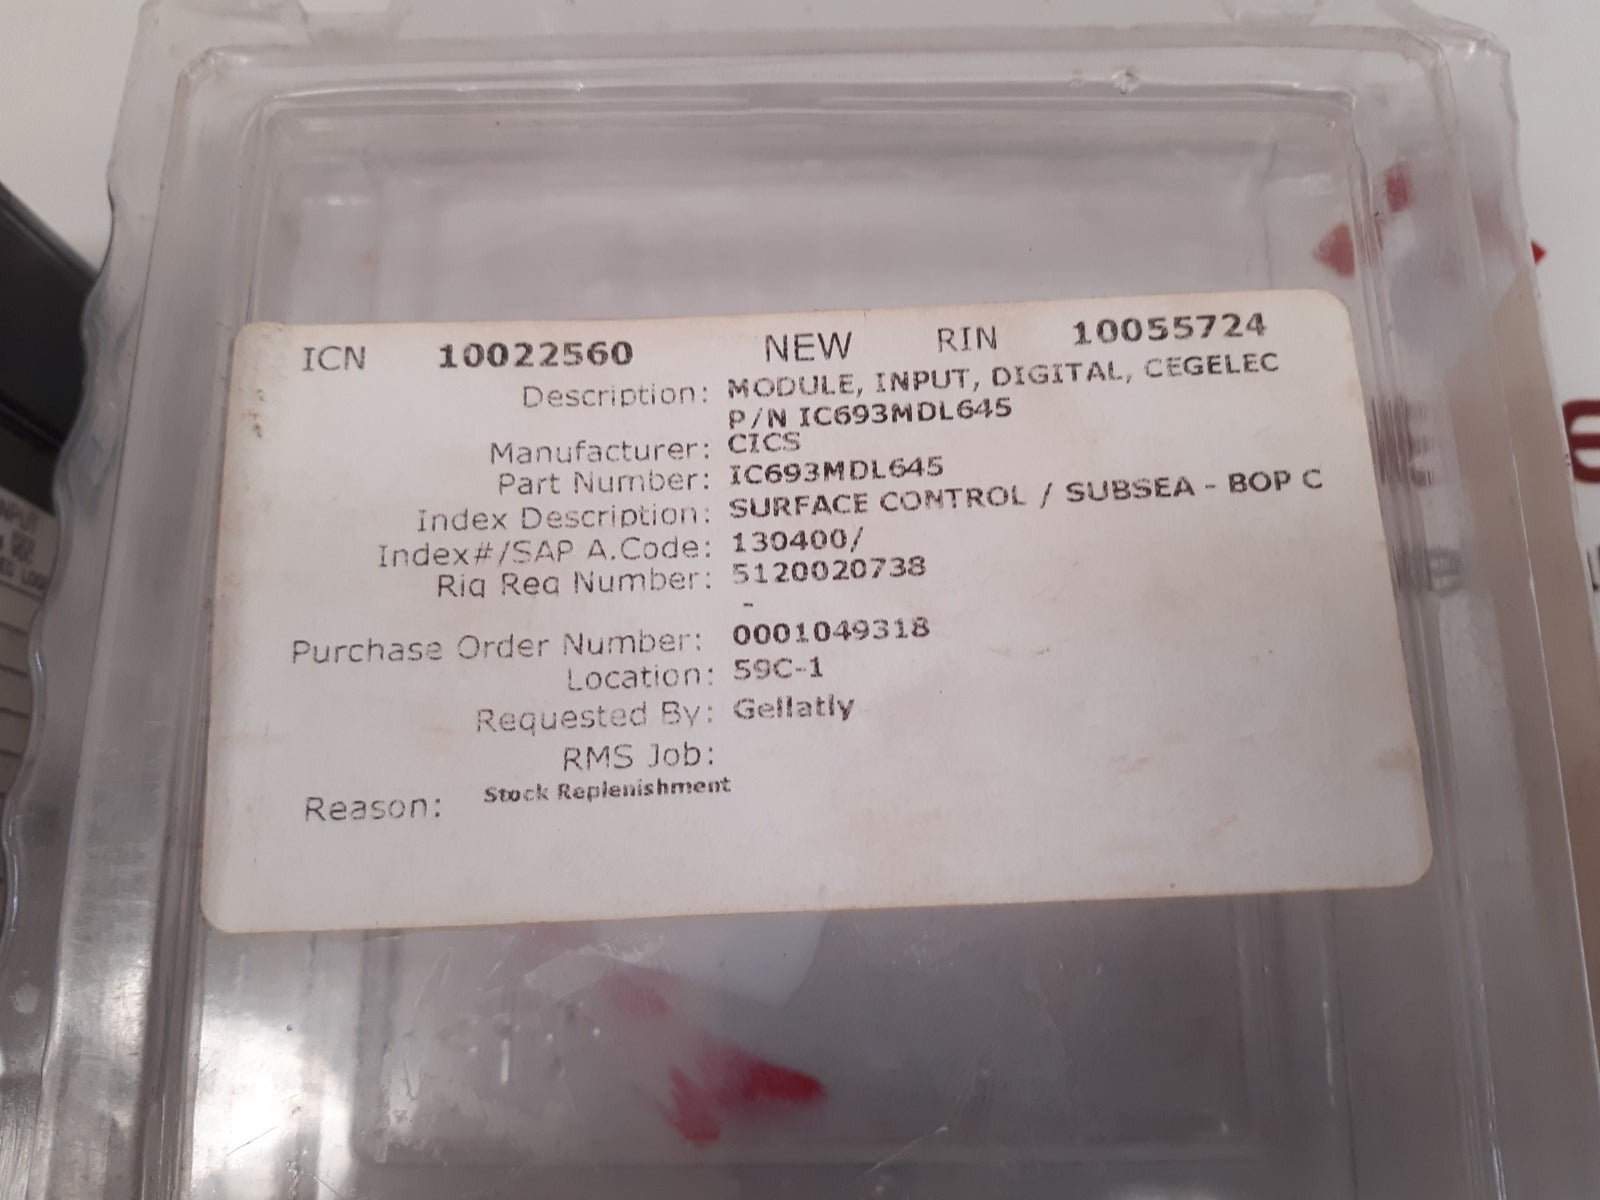 ICN 10022560 NEW RIN 10055724
Description: MODULE, INPUT, DIGITAL, CEGELEC
P/N IC693MDL645
Manufacturer: CICS
Part Number: IC693MDL645
Index Description: SURFACE CONTROL / SUBSEA - BOP C
Index#/SAP A.Code: 130400/
Rig Req Number: 5120020738
-
Purchase Order Number: 0001049318
Location: 59C-1
Requested By: Gellatly
RMS Job:
Reason: Stock Replenishment